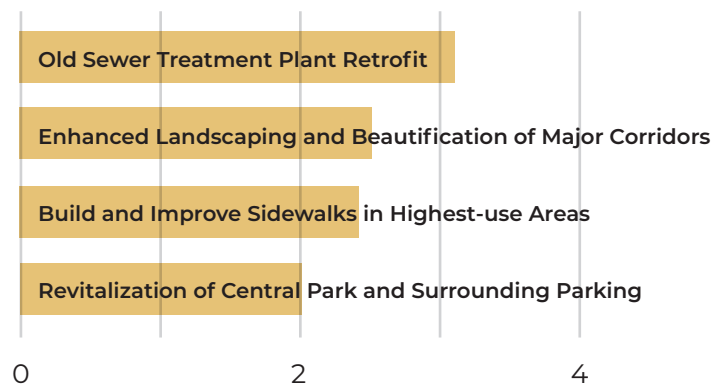 Old Sewer Treatment Plant Retrofit
Enhanced Landscaping and Beautification of Major Corridors
Build and Improve Sidewalks in Highest-use Areas
Revitalization of Central Park and Surrounding Parking
0 2 4